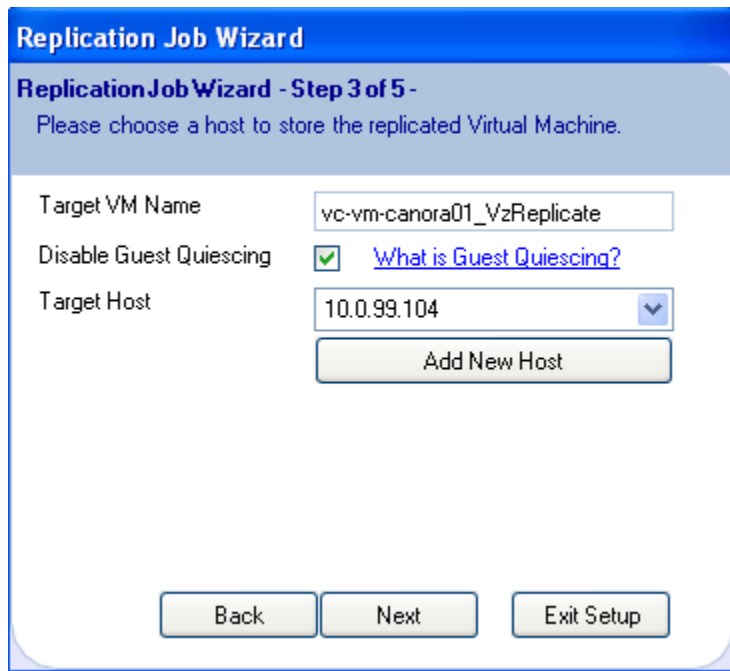 Replication Job Wizard
Replication Job Wizard - Step 3 of 5 -
Please choose a host to store the replicated Virtual Machine.
Target VM Name vc-vm-canora01_VzReplicate
Disable Guest Quiescing What is Guest Quiescing?
Target Host 10.0.99.104
Add New Host
Back Next Exit Setup